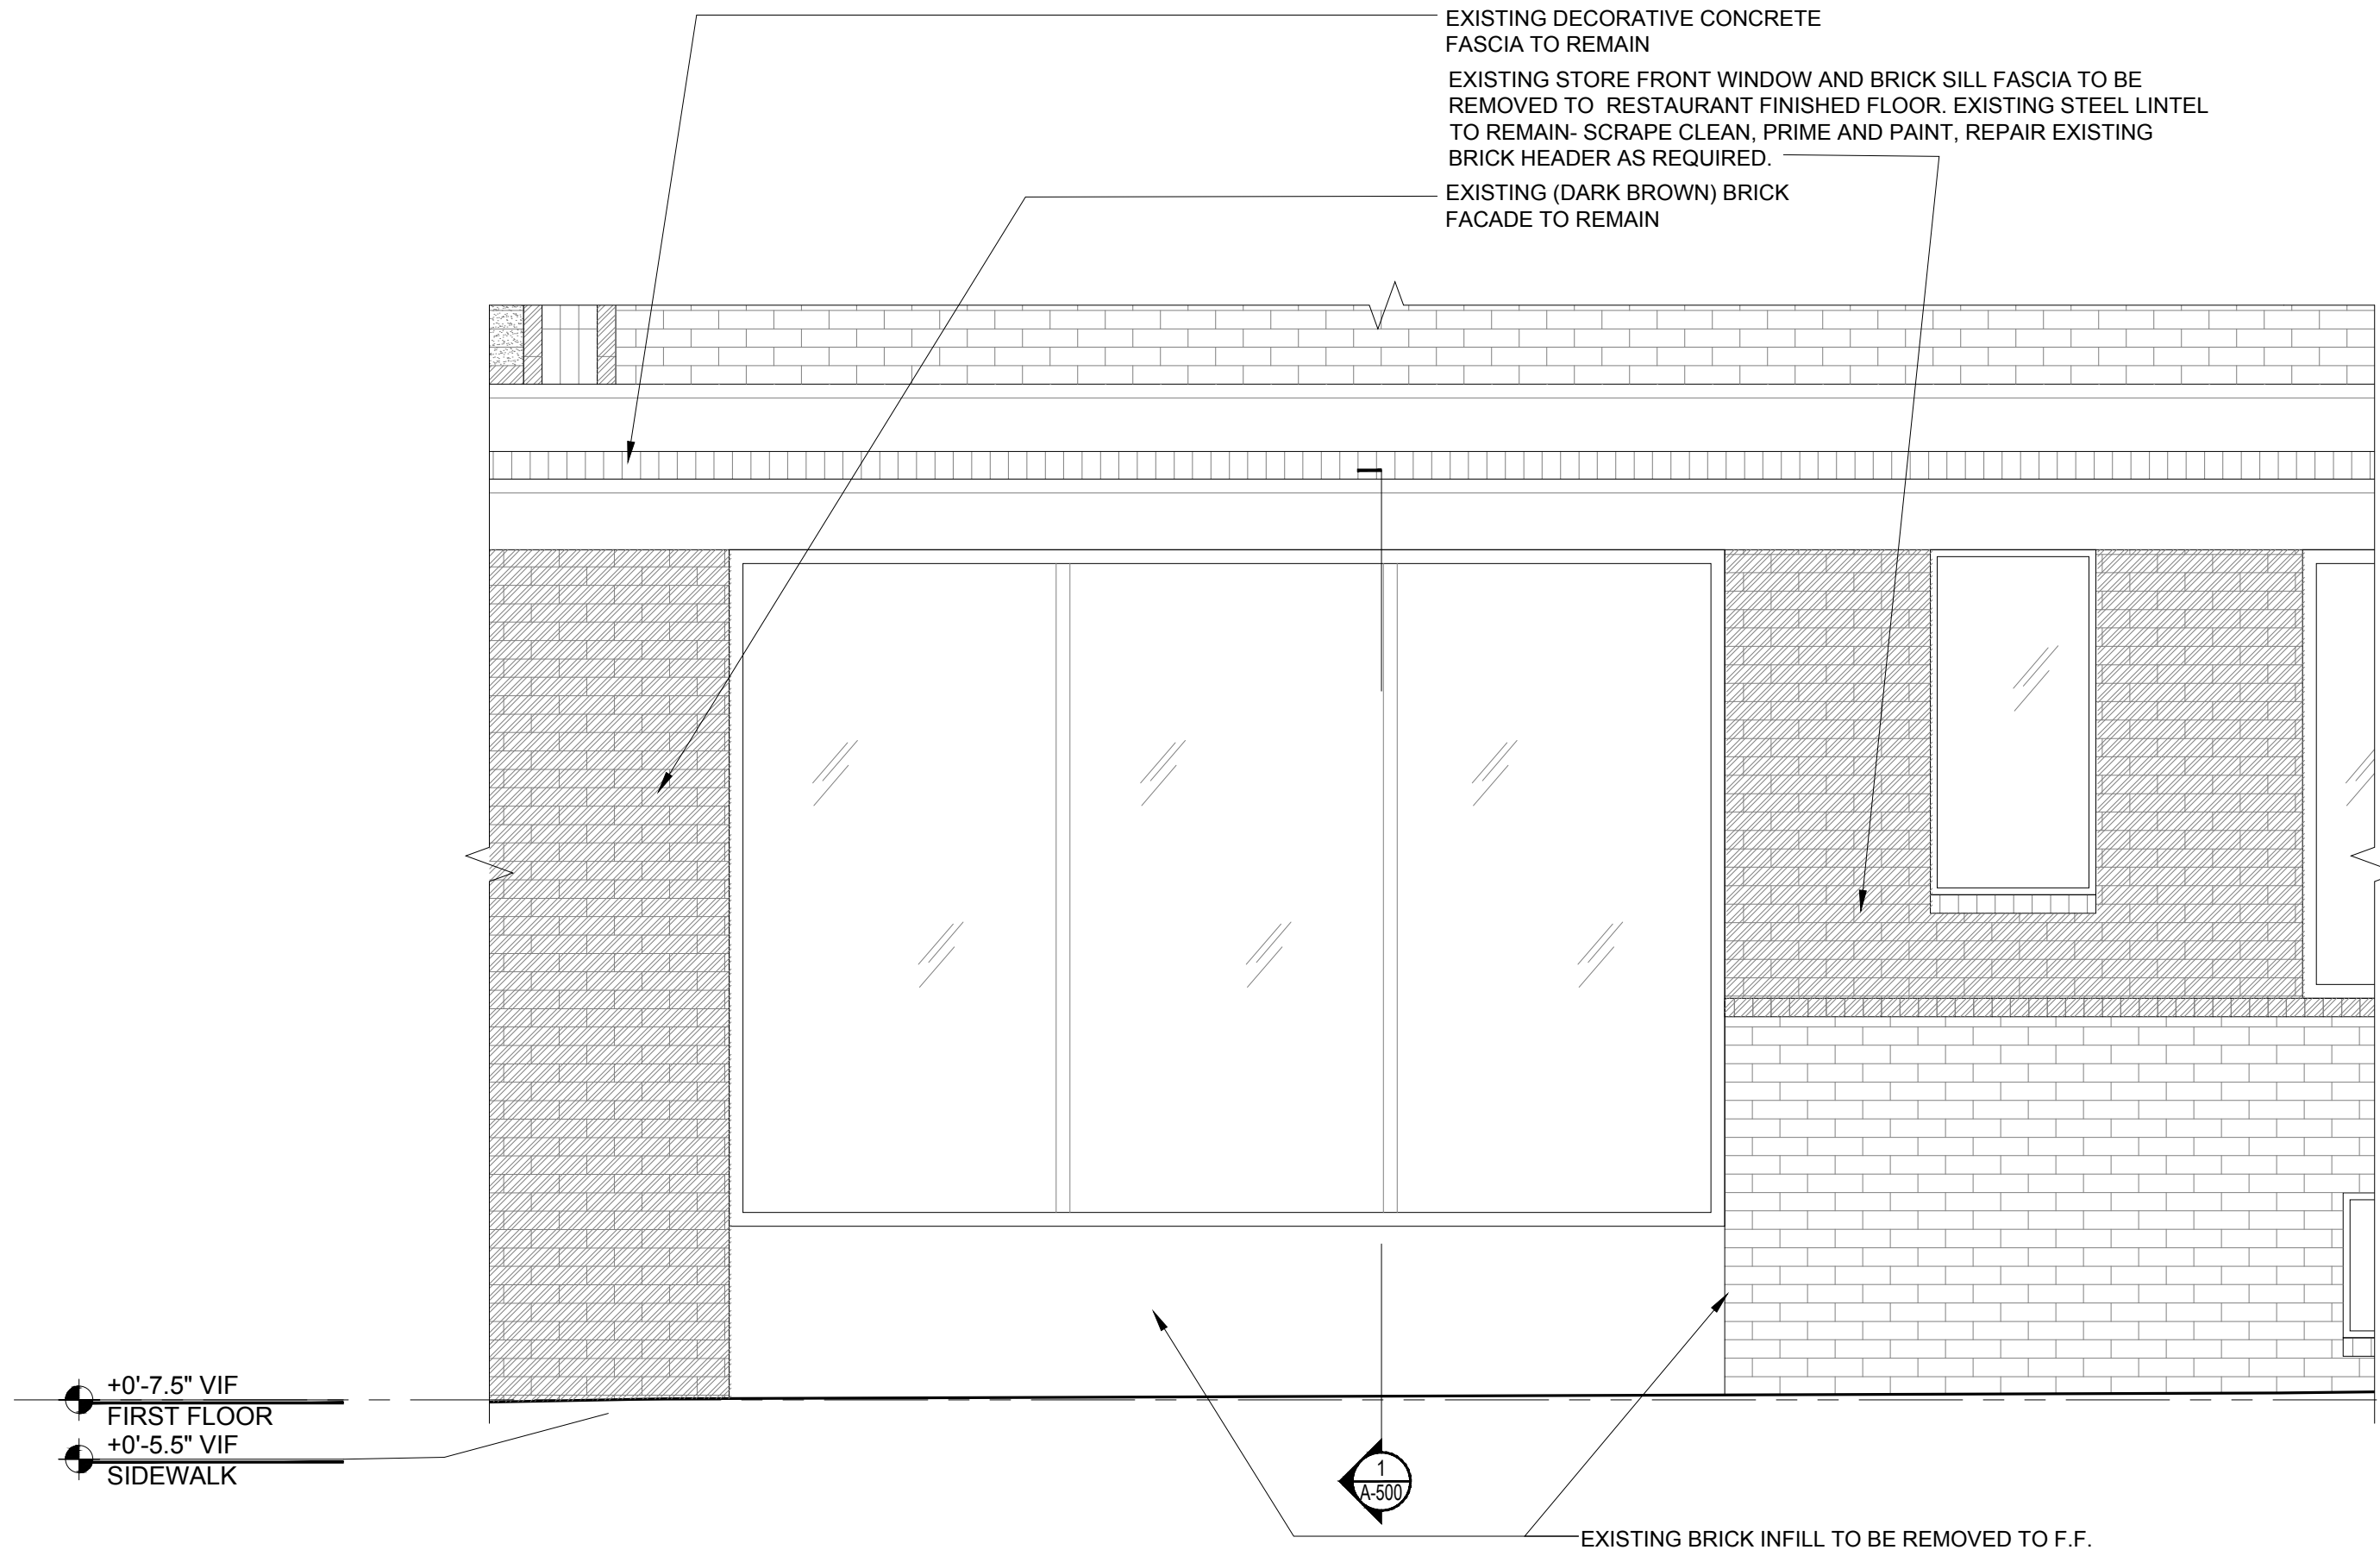 EXISTING DECORATIVE CONCRETE
FASCIA TO REMAIN
EXISTING STORE FRONT WINDOW AND BRICK SILL FASCIA TO BE
REMOVED TO RESTAURANT FINISHED FLOOR. EXISTING STEEL LINTEL
TO REMAIN- SCRAPE CLEAN, PRIME AND PAINT, REPAIR EXISTING
BRICK HEADER AS REQUIRED.
EXISTING (DARK BROWN) BRICK
FACADE TO REMAIN
+0'-7.5" VIF
FIRST FLOOR
+0'-5.5" VIF
SIDEWALK
1
A-500
EXISTING BRICK INFILL TO BE REMOVED TO F.F.